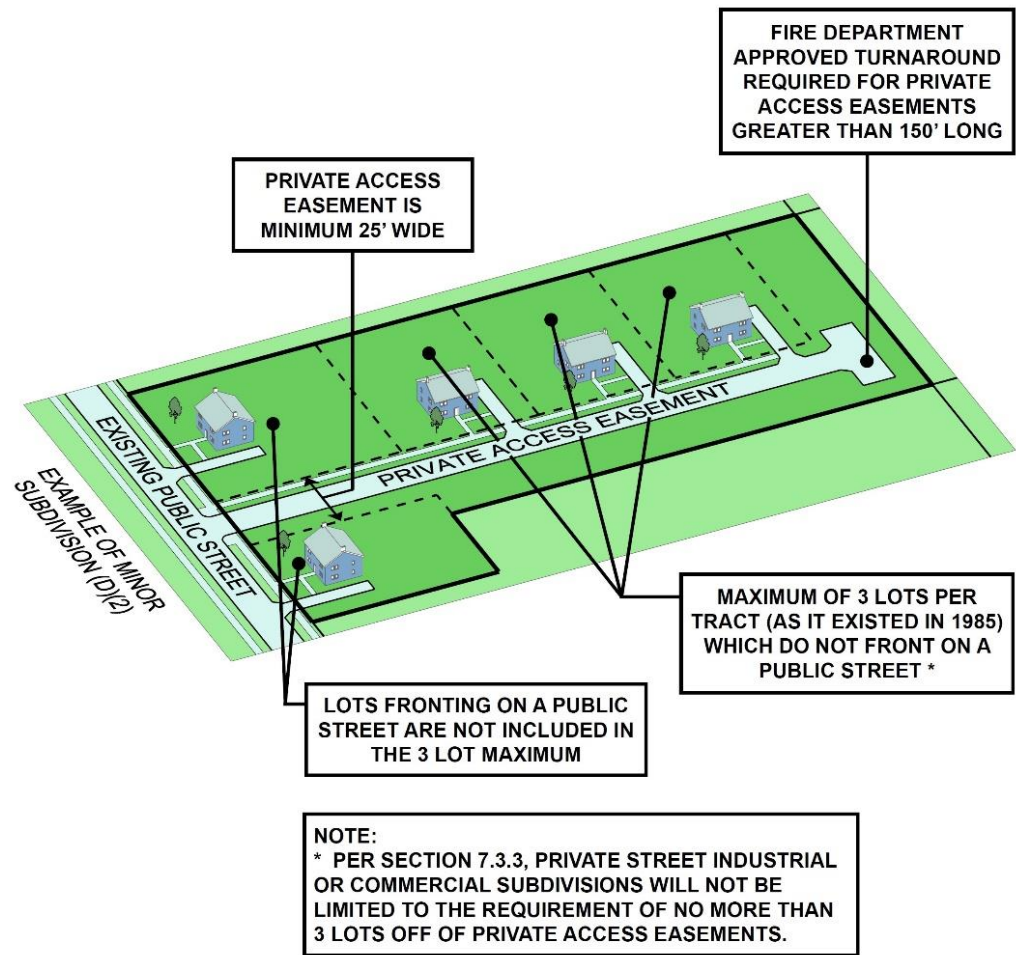 FIRE DEPARTMENT
APPROVED TURNAROUND
REQUIRED FOR PRIVATE
ACCESS EASEMENTS
GREATER THAN 150' LONG
PRIVATE ACCESS
EASEMENT IS
MINIMUM 25' WIDE
EXISTING PUBLIC STREET
PRIVATE ACCESS EASEMENT
EXAMPLE OF MINOR
SUBDIVISION (D)(2)
MAXIMUM OF 3 LOTS PER
TRACT (AS IT EXISTED IN 1985)
WHICH DO NOT FRONT ON A
PUBLIC STREET *
LOTS FRONTING ON A PUBLIC
STREET ARE NOT INCLUDED IN
THE 3 LOT MAXIMUM
NOTE:
* PER SECTION 7.3.3, PRIVATE STREET INDUSTRIAL
OR COMMERCIAL SUBDIVISIONS WILL NOT BE
LIMITED TO THE REQUIREMENT OF NO MORE THAN
3 LOTS OFF OF PRIVATE ACCESS EASEMENTS.